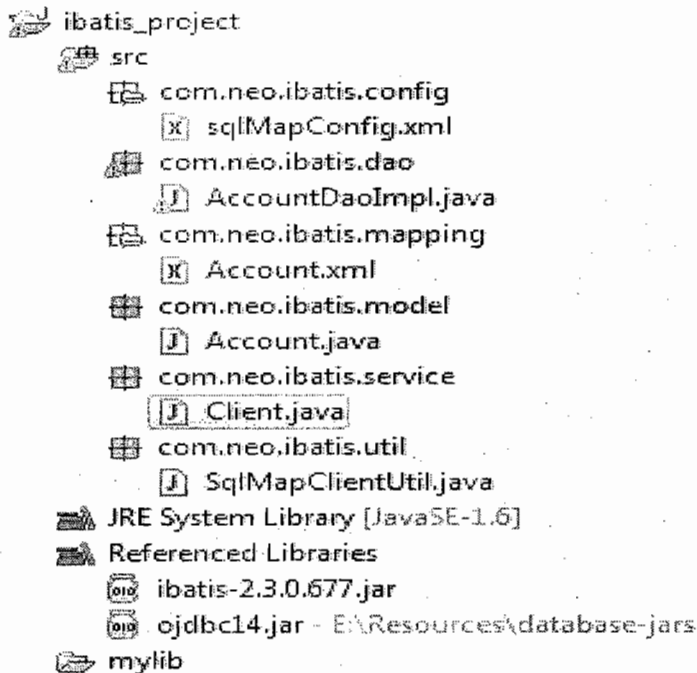 ibatis_project
src
com.neo.ibatis.config
sqlMapConfig.xml
com.neo.ibatis.dao
AccountDaoImpl.java
com.neo.ibatis.mapping
Account.xml
com.neo.ibatis.model
Account.java
com.neo.ibatis.service
Client.java
com.neo.ibatis.util
SqlMapClientUtil.java
JRE System Library [JavaSE-1.6]
Referenced Libraries
ibatis-2.3.0.677.jar
ojdbc14.jar - E:\Resources\database-jars
mylib